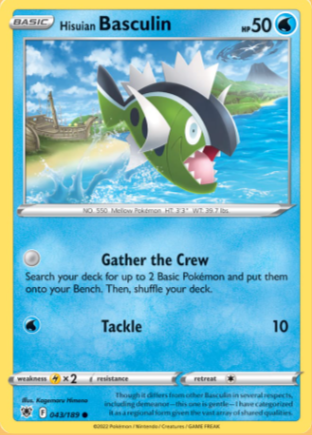 BASIC Hisuian Basculin HP 50
NO. 550 Mellow Pokémon HT: 3'3" WT: 39.7 lbs.
Gather the Crew
Search your deck for up to 2 Basic Pokémon and put them
onto your Bench. Then, shuffle your deck.
Tackle 10
weakness ×2 resistance retreat
Illus. Kagemaru Himeno
F 043/189
Though it differs from other Basculin in several respects,
including demeanor—this one is gentle—I have categorized
it as a regional form given the vast array of shared qualities.
©2022 Pokémon / Nintendo / Creatures / GAME FREAK